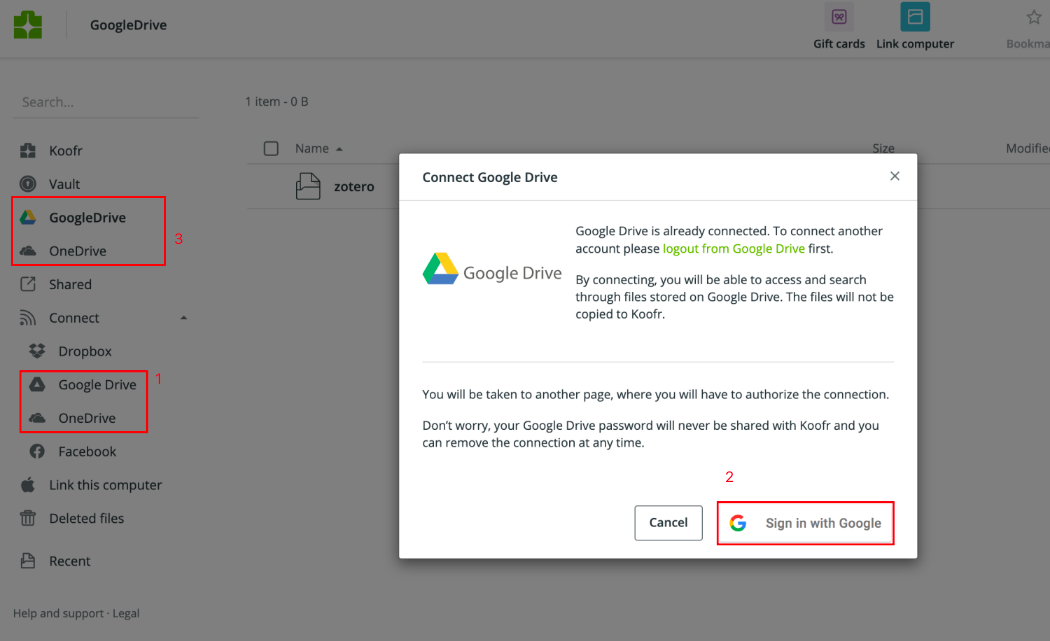 GoogleDrive
Gift cards
Link computer
Bookma
Search...
1 item - 0 B
Koofr
Vault
GoogleDrive
OneDrive
3
Shared
Connect
Dropbox
Google Drive
1
OneDrive
Facebook
Link this computer
Deleted files
Recent
Help and support · Legal
Name
Size
Modified
zotero
Connect Google Drive
Google Drive
Google Drive is already connected. To connect another
account please logout from Google Drive first.
By connecting, you will be able to access and search
through files stored on Google Drive. The files will not be
copied to Koofr.
You will be taken to another page, where you will have to authorize the connection.
Don't worry, your Google Drive password will never be shared with Koofr and you
can remove the connection at any time.
2
Cancel
Sign in with Google